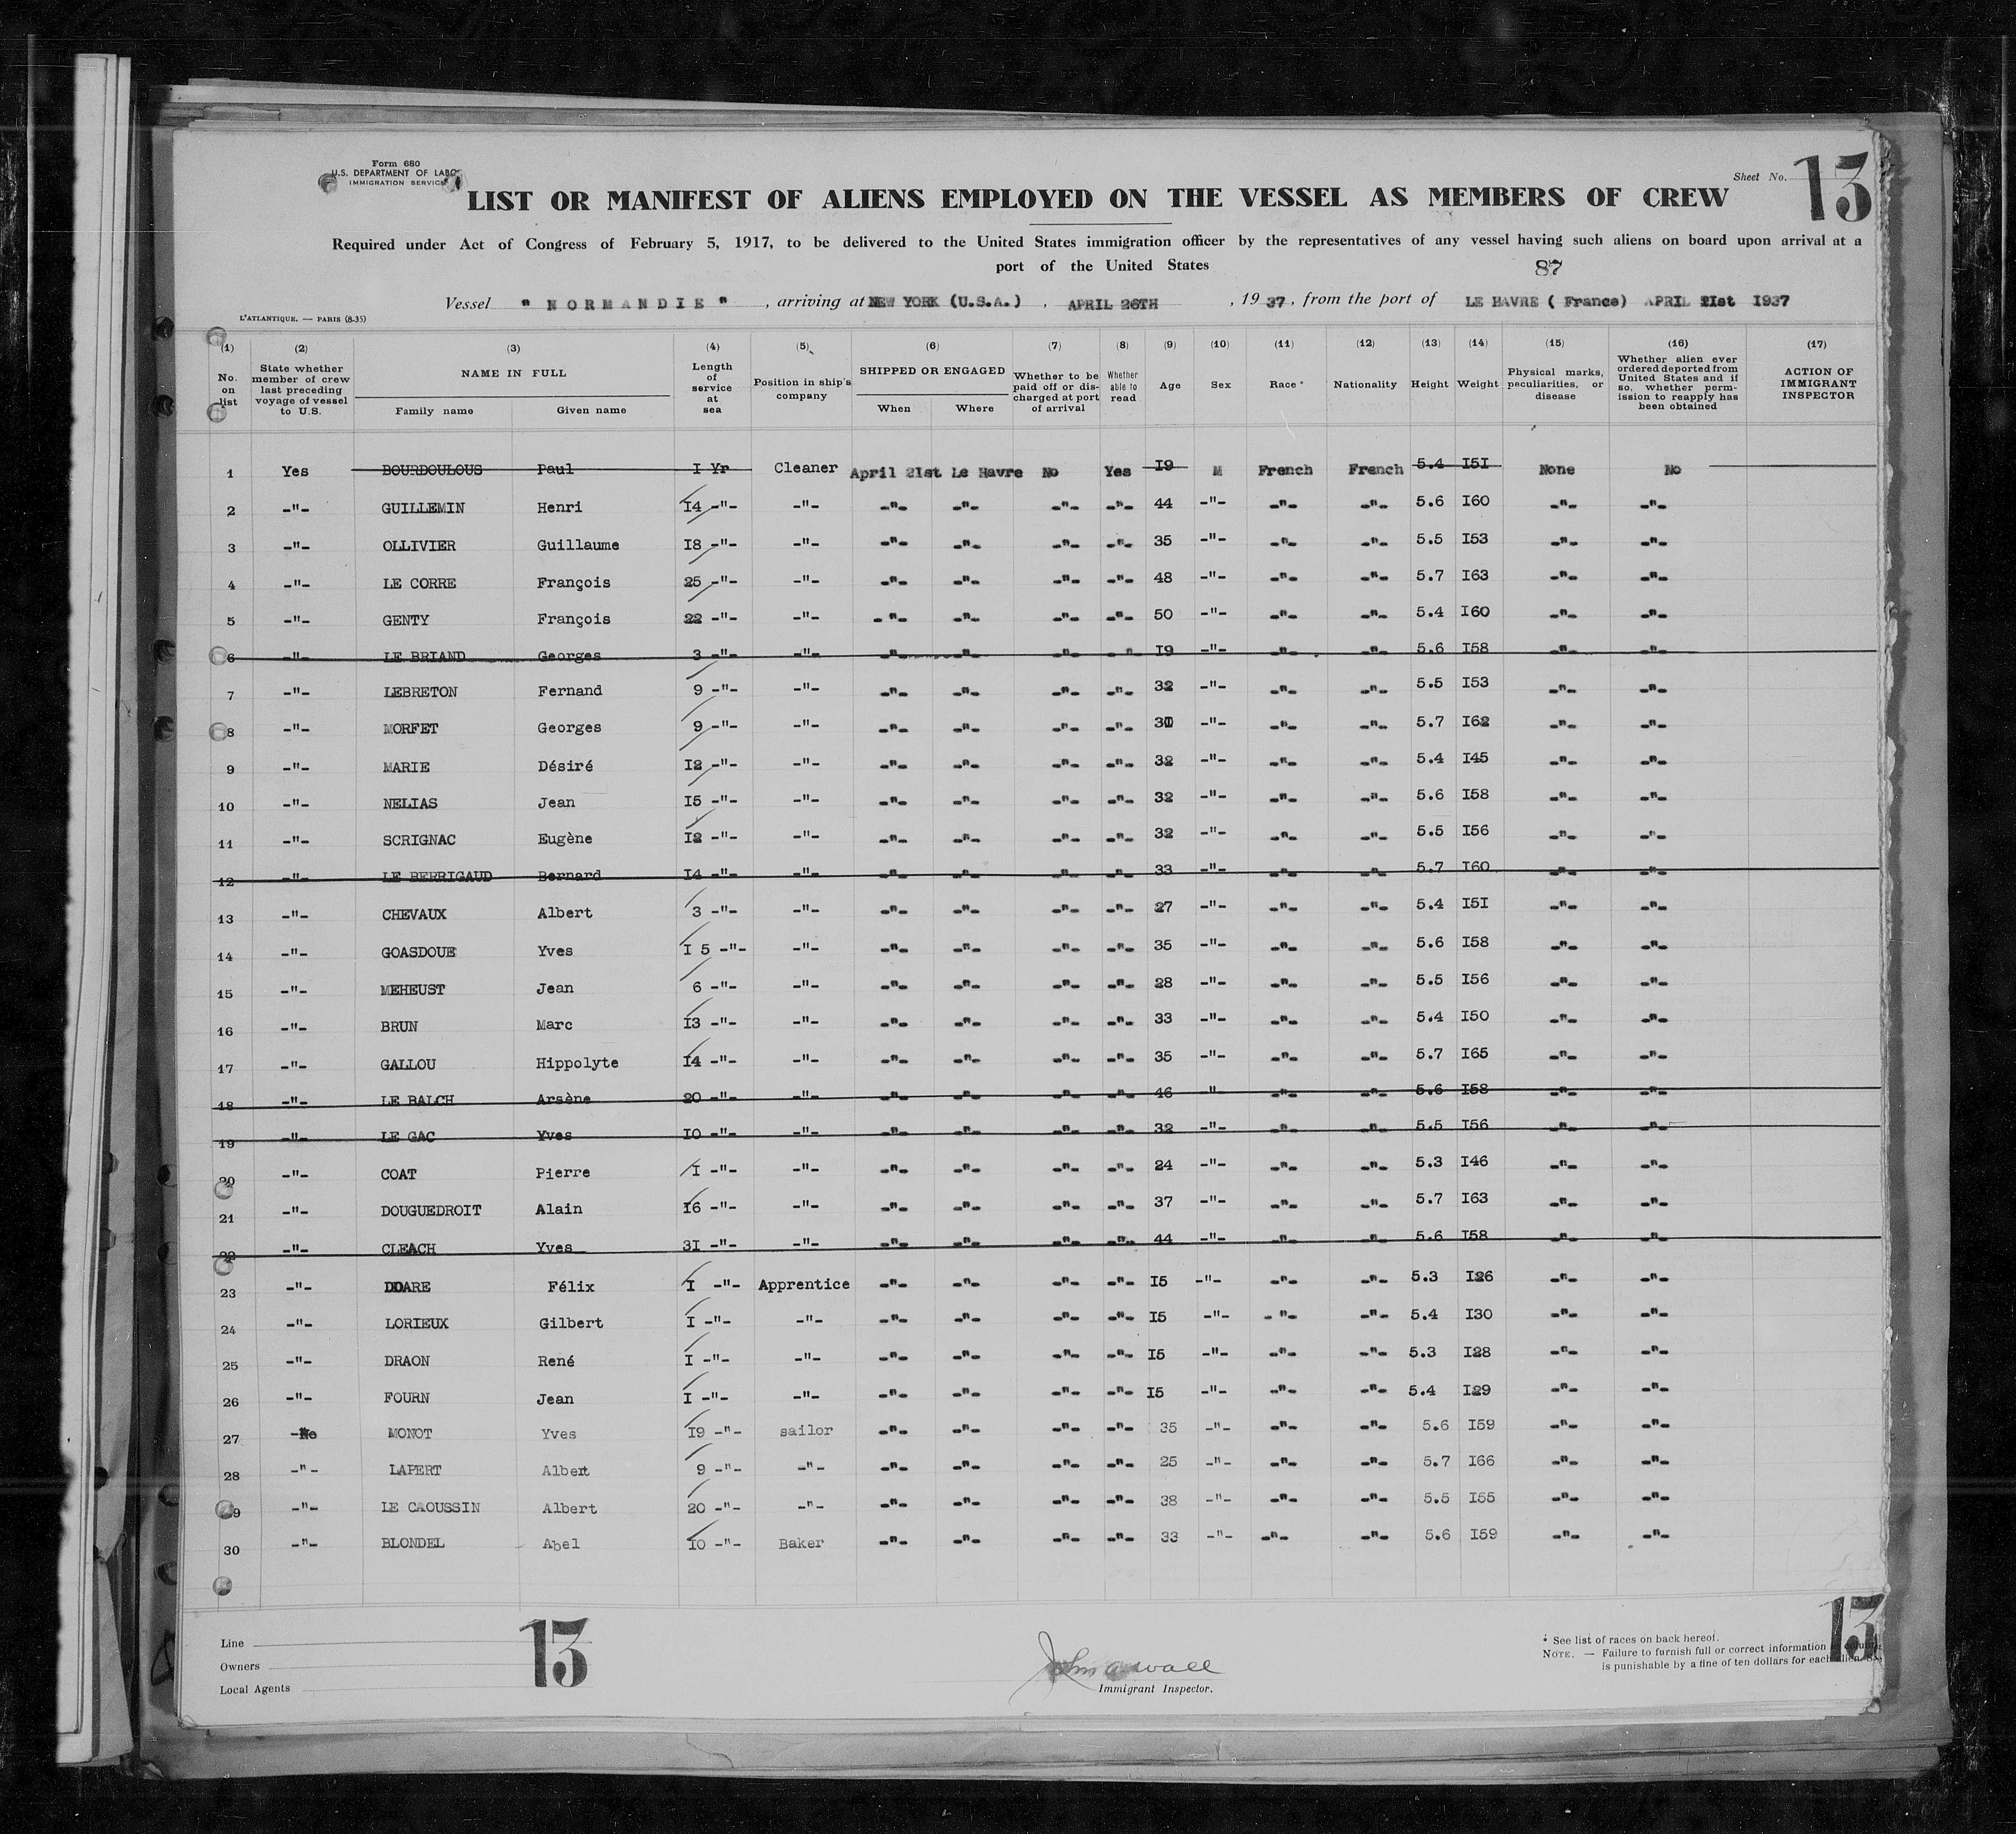 Form 680
U.S. DEPARTMENT OF LABOR
IMMIGRATION SERVICE
Sheet No. 13
LIST OR MANIFEST OF ALIENS EMPLOYED ON THE VESSEL AS MEMBERS OF CREW
Required under Act of Congress of February 5, 1917, to be delivered to the United States immigration officer by the representatives of any vessel having such aliens on board upon arrival at a
port of the United States
87
Vessel "NORMANDIE", arriving at NEW YORK (U.S.A.), APRIL 26TH, 1937, from the port of LE HAVRE (France) APRIL 21st 1937
L'ATLANTIQUE. — PARIS (8-35)
(1) (2) (3) (4) (5) (6) (7) (8) (9) (10) (11) (12) (13) (14) (15) (16) (17)
No. on list
State whether member of crew last preceding voyage of vessel to U.S.
NAME IN FULL
Family name Given name
Length of service at sea
Position in ship's company
SHIPPED OR ENGAGED
When Where
Whether to be paid off or discharged at port of arrival
Whether able to read
Age
Sex
Race *
Nationality
Height
Weight
Physical marks, peculiarities, or disease
Whether alien ever ordered deported from United States and if so, whether permission to reapply has been obtained
ACTION OF IMMIGRANT INSPECTOR
1 Yes BOURDOULOUS Paul I Yr Cleaner April 21st Le Havre No Yes I9 M French French 5.4 I5I None No
2 -"- GUILLEMIN Henri I4 -"- -"- -"- -"- -"- -"- 44 -"- -"- -"- 5.6 I60 -"- -"-
3 -"- OLLIVIER Guillaume I8 -"- -"- -"- -"- -"- -"- 35 -"- -"- -"- 5.5 I53 -"- -"-
4 -"- LE CORRE François 25 -"- -"- -"- -"- -"- -"- 48 -"- -"- -"- 5.7 I63 -"- -"-
5 -"- GENTY François 22 -"- -"- -"- -"- -"- -"- 50 -"- -"- -"- 5.4 I60 -"- -"-
6 -"- LE BRIAND Georges 3 -"- -"- -"- -"- -"- -"- I9 -"- -"- -"- 5.6 I58 -"- -"-
7 -"- LEBRETON Fernand 9 -"- -"- -"- -"- -"- -"- 32 -"- -"- -"- 5.5 I53 -"- -"-
8 -"- MORFET Georges 9 -"- -"- -"- -"- -"- -"- -"- -"- -"- 5.7 I62 -"- -"-
9 -"- MARIE Désiré I2 -"- -"- -"- -"- -"- -"- 32 -"- -"- -"- 5.4 I45 -"- -"-
10 -"- NELIAS Jean I5 -"- -"- -"- -"- -"- -"- 32 -"- -"- -"- 5.6 I58 -"- -"-
11 -"- SCRIGNAC Eugène I2 -"- -"- -"- -"- -"- -"- 32 -"- -"- -"- 5.5 I56 -"- -"-
12 -"- LE BERRIGAUD Bernard I4 -"- -"- -"- -"- -"- -"- 33 -"- -"- -"- 5.7 I60 -"- -"-
13 -"- CHEVAUX Albert 3 -"- -"- -"- -"- -"- -"- 27 -"- -"- -"- 5.4 I5I -"- -"-
14 -"- GOASDOUE Yves I 5 -"- -"- -"- -"- -"- -"- 35 -"- -"- -"- 5.6 I58 -"- -"-
15 -"- MEHEUST Jean 6 -"- -"- -"- -"- -"- -"- 28 -"- -"- -"- 5.5 I56 -"- -"-
16 -"- BRUN Marc I3 -"- -"- -"- -"- -"- -"- 33 -"- -"- -"- 5.4 I50 -"- -"-
17 -"- GALLOU Hippolyte I4 -"- -"- -"- -"- -"- -"- 35 -"- -"- -"- 5.7 I65 -"- -"-
18 -"- LE BALCH Arsène 20 -"- -"- -"- -"- -"- -"- 46 -"- -"- -"- 5.6 I58 -"- -"-
19 -"- LE GAC Yves I0 -"- -"- -"- -"- -"- -"- 32 -"- -"- -"- 5.5 I56 -"- -"-
20 -"- COAT Pierre I -"- -"- -"- -"- -"- -"- 24 -"- -"- -"- 5.3 I46 -"- -"-
21 -"- DOUGUEDROIT Alain I6 -"- -"- -"- -"- -"- -"- 37 -"- -"- -"- 5.7 I63 -"- -"-
22 -"- CLEACH Yves 3I -"- -"- -"- -"- -"- -"- 44 -"- -"- -"- 5.6 I58 -"- -"-
23 -"- DOARE Félix I -"- Apprentice -"- -"- -"- -"- I5 -"- -"- -"- 5.3 I26 -"- -"-
24 -"- LORIEUX Gilbert I -"- -"- -"- -"- -"- -"- I5 -"- -"- -"- 5.4 I30 -"- -"-
25 -"- DRAON René I -"- -"- -"- -"- -"- -"- I5 -"- -"- -"- 5.3 I28 -"- -"-
26 -"- FOURN Jean I -"- -"- -"- -"- -"- -"- I5 -"- -"- -"- 5.4 I29 -"- -"-
27 No MONOT Yves I9 -"- sailor -"- -"- -"- -"- 35 -"- -"- -"- 5.6 I59 -"- -"-
28 -"- LAPERT Albert 9 -"- -"- -"- -"- -"- -"- 25 -"- -"- -"- 5.7 I66 -"- -"-
29 -"- LE CAOUSSIN Albert 20 -"- -"- -"- -"- -"- -"- 38 -"- -"- -"- 5.5 I55 -"- -"-
30 -"- BLONDEL Abel I0 -"- Baker -"- -"- -"- -"- 33 -"- -"- -"- 5.6 I59 -"- -"-
Line
Owners
Local Agents
13
John A Wall
Immigrant Inspector.
* See list of races on back hereof.
NOTE. — Failure to furnish full or correct information
is punishable by a fine of ten dollars for each alien.
13